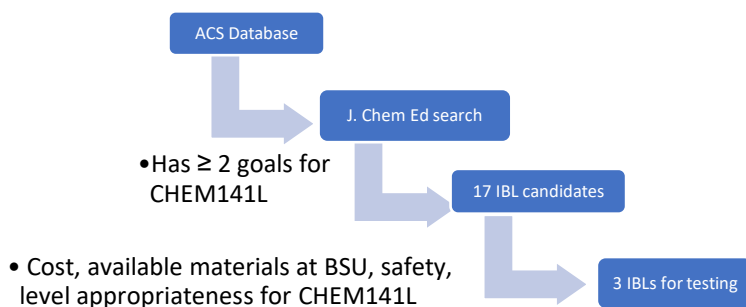 ACS Database
J. Chem Ed search
•Has ≥ 2 goals for
CHEM141L
17 IBL candidates
• Cost, available materials at BSU, safety,
level appropriateness for CHEM141L
3 IBLs for testing